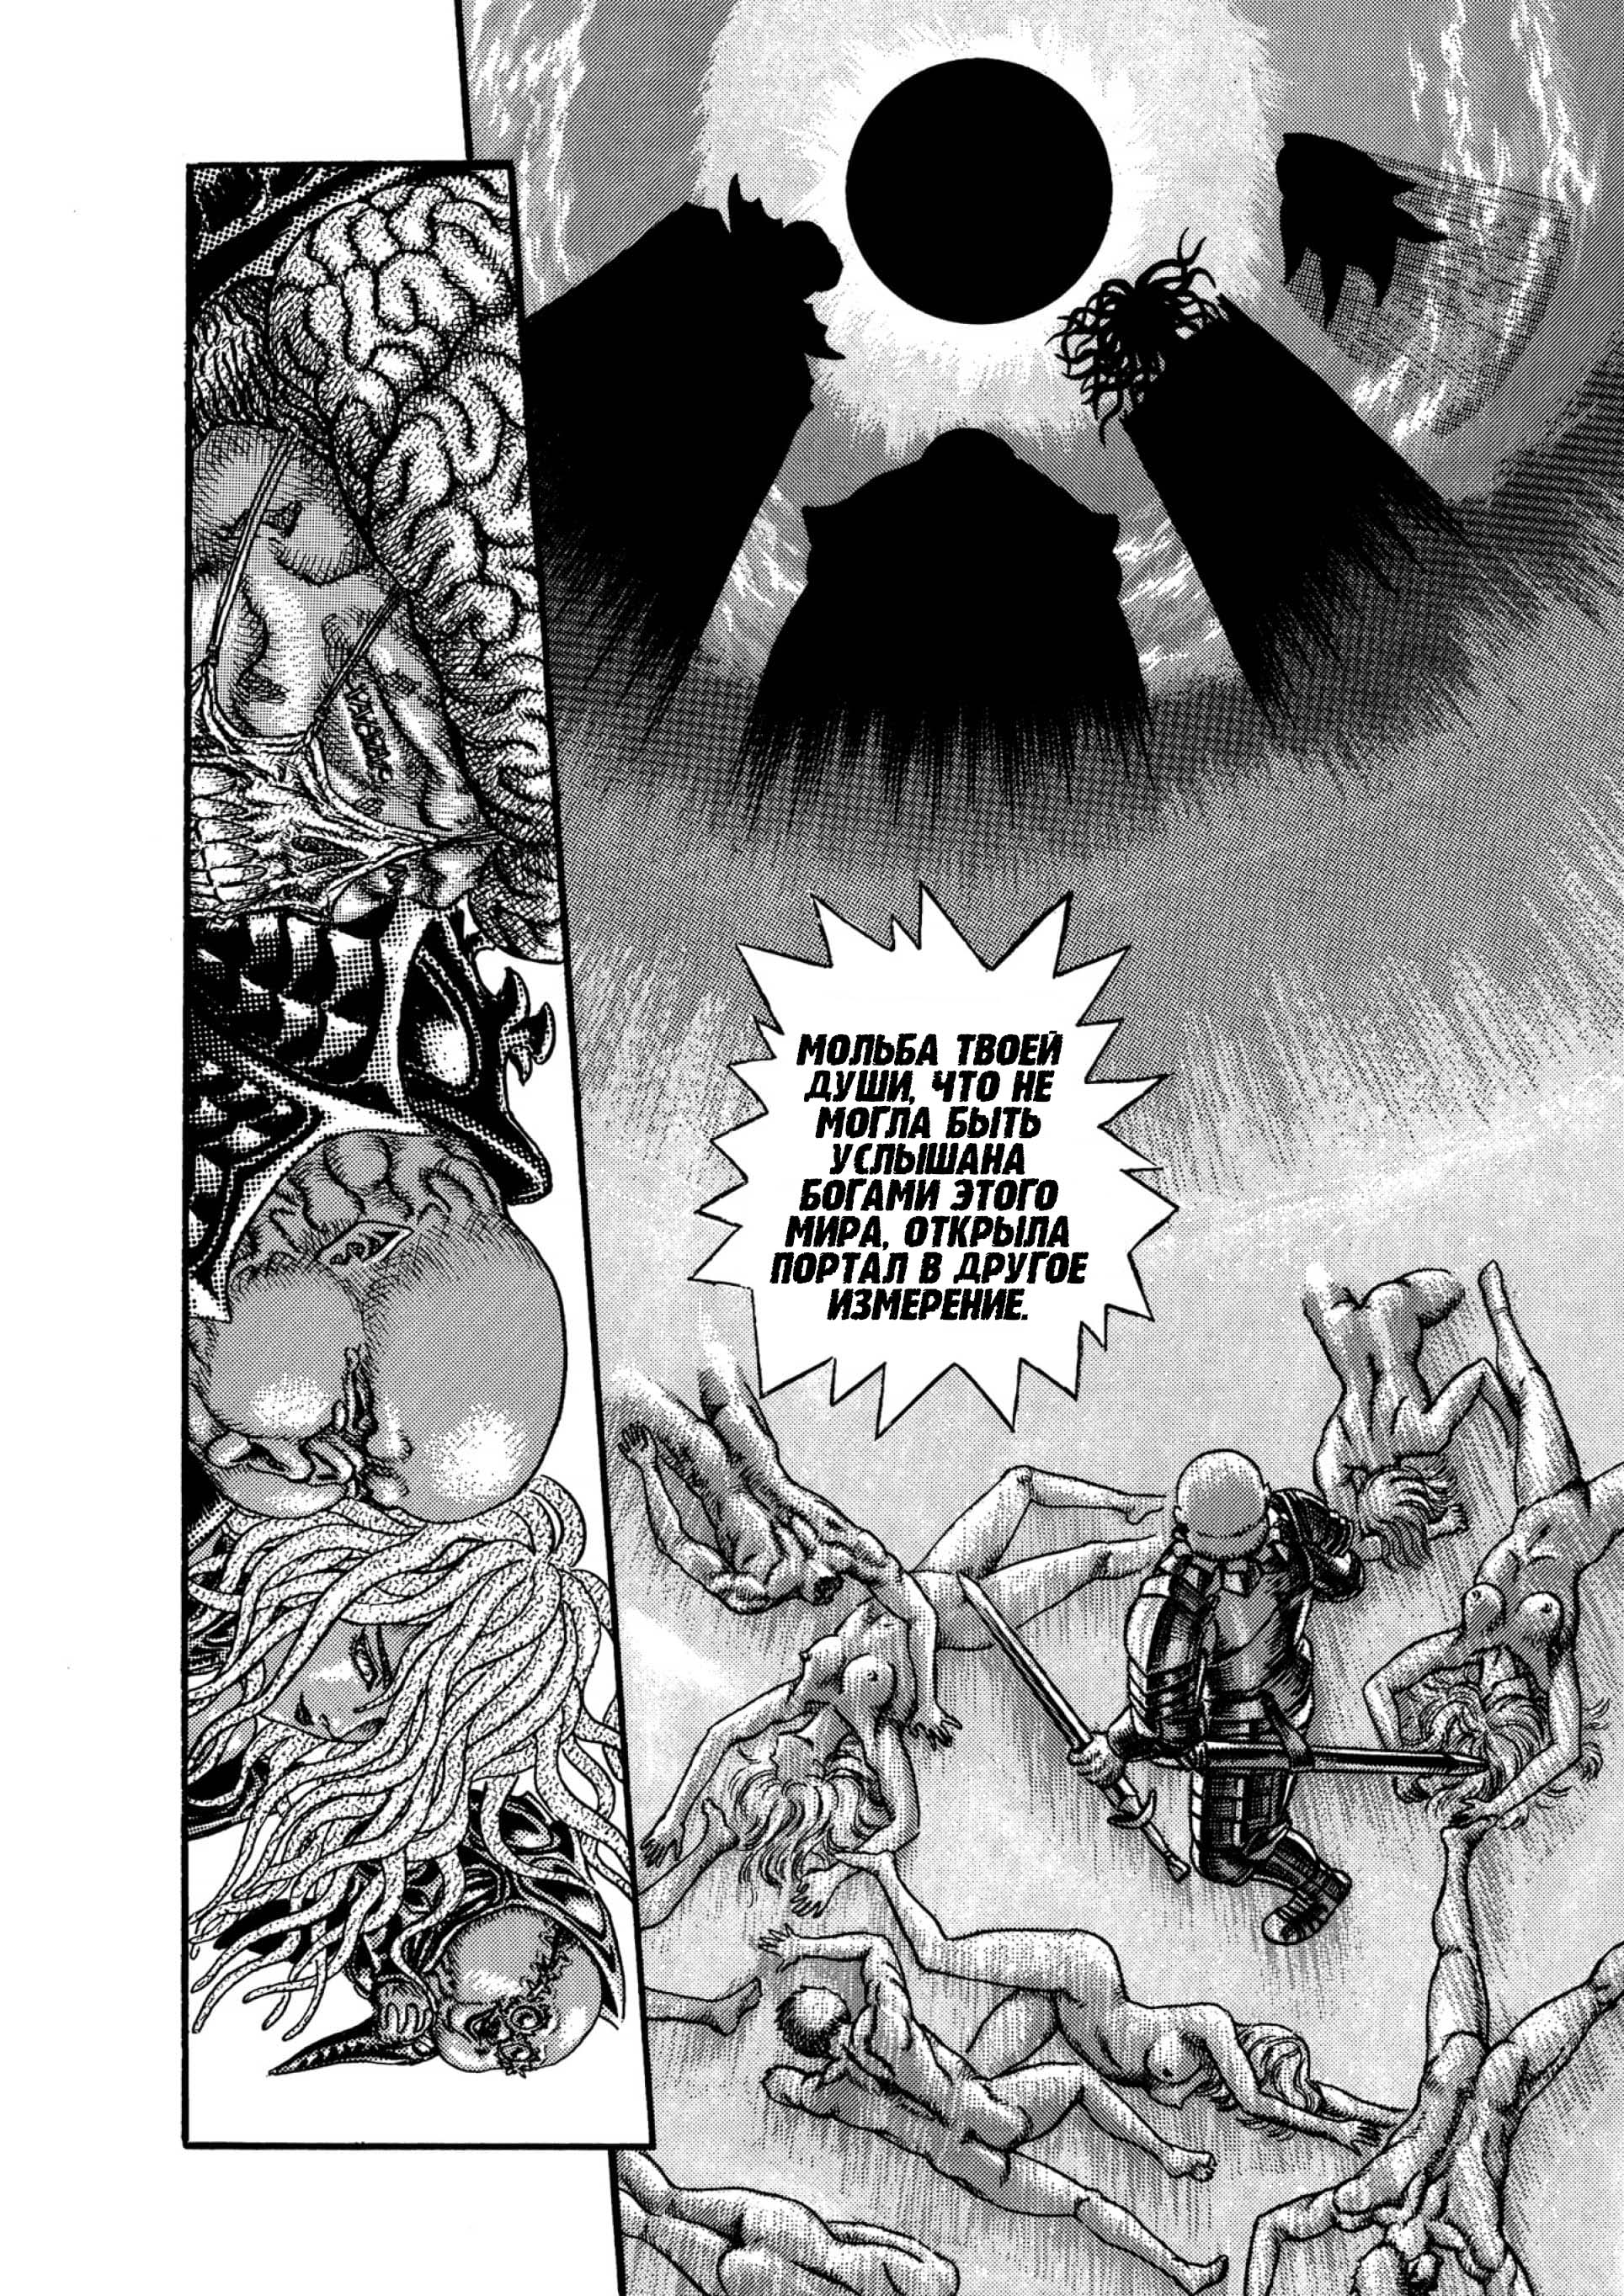 МОЛЬБА ТВОЕЙ
ДУШИ, ЧТО НЕ
МОГЛА БЫТЬ
УСЛЫШАНА
БОГАМИ ЭТОГО
МИРА, ОТКРЫЛА
ПОРТАЛ В ДРУГОЕ
ИЗМЕРЕНИЕ.